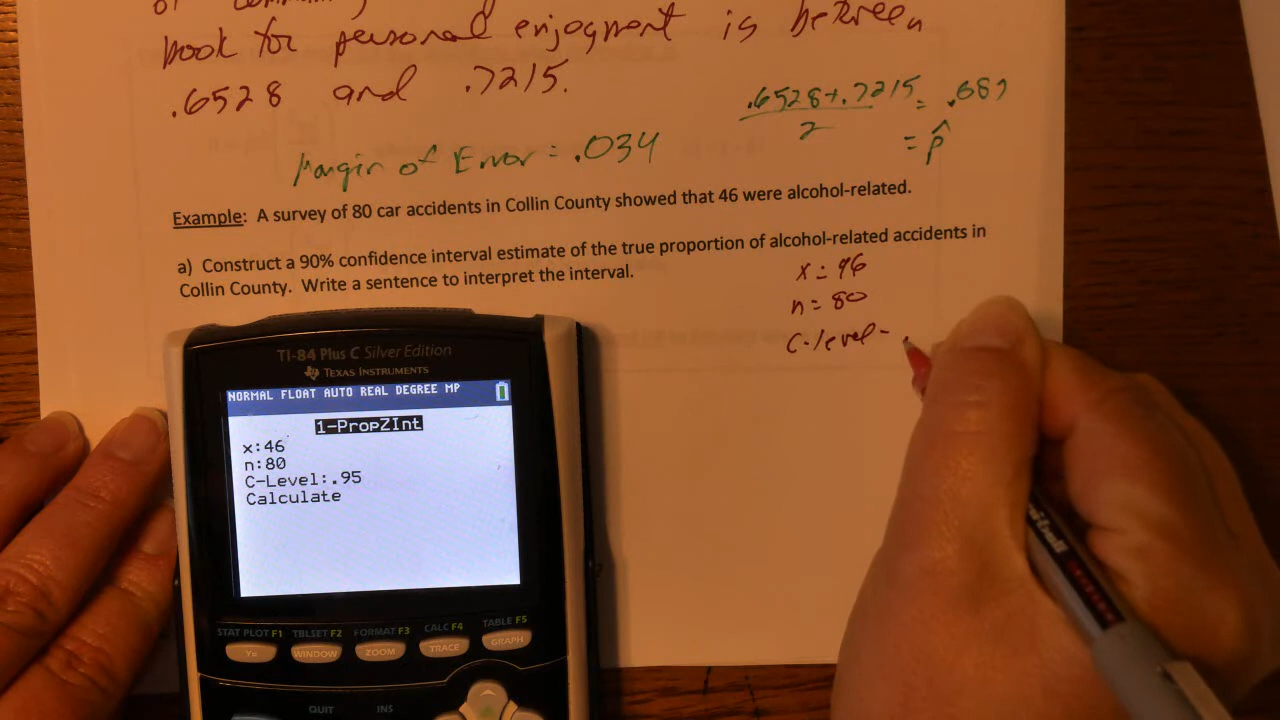 of
book for personal enjoyment is between
.6528 and .7215.
.6528+.7215 = .687
2
= p̂
Margin of Error = .034
Example: A survey of 80 car accidents in Collin County showed that 46 were alcohol-related.
a) Construct a 90% confidence interval estimate of the true proportion of alcohol-related accidents in
Collin County. Write a sentence to interpret the interval.
x = 46
n = 80
C-level -
TI-84 Plus C Silver Edition
TEXAS INSTRUMENTS
NORMAL FLOAT AUTO REAL DEGREE MP
1-PropZInt
x:46
n:80
C-Level:.95
Calculate
STAT PLOT F1 TBLSET F2 FORMAT F3 CALC F4 TABLE F5
Y= WINDOW ZOOM TRACE GRAPH
QUIT INS